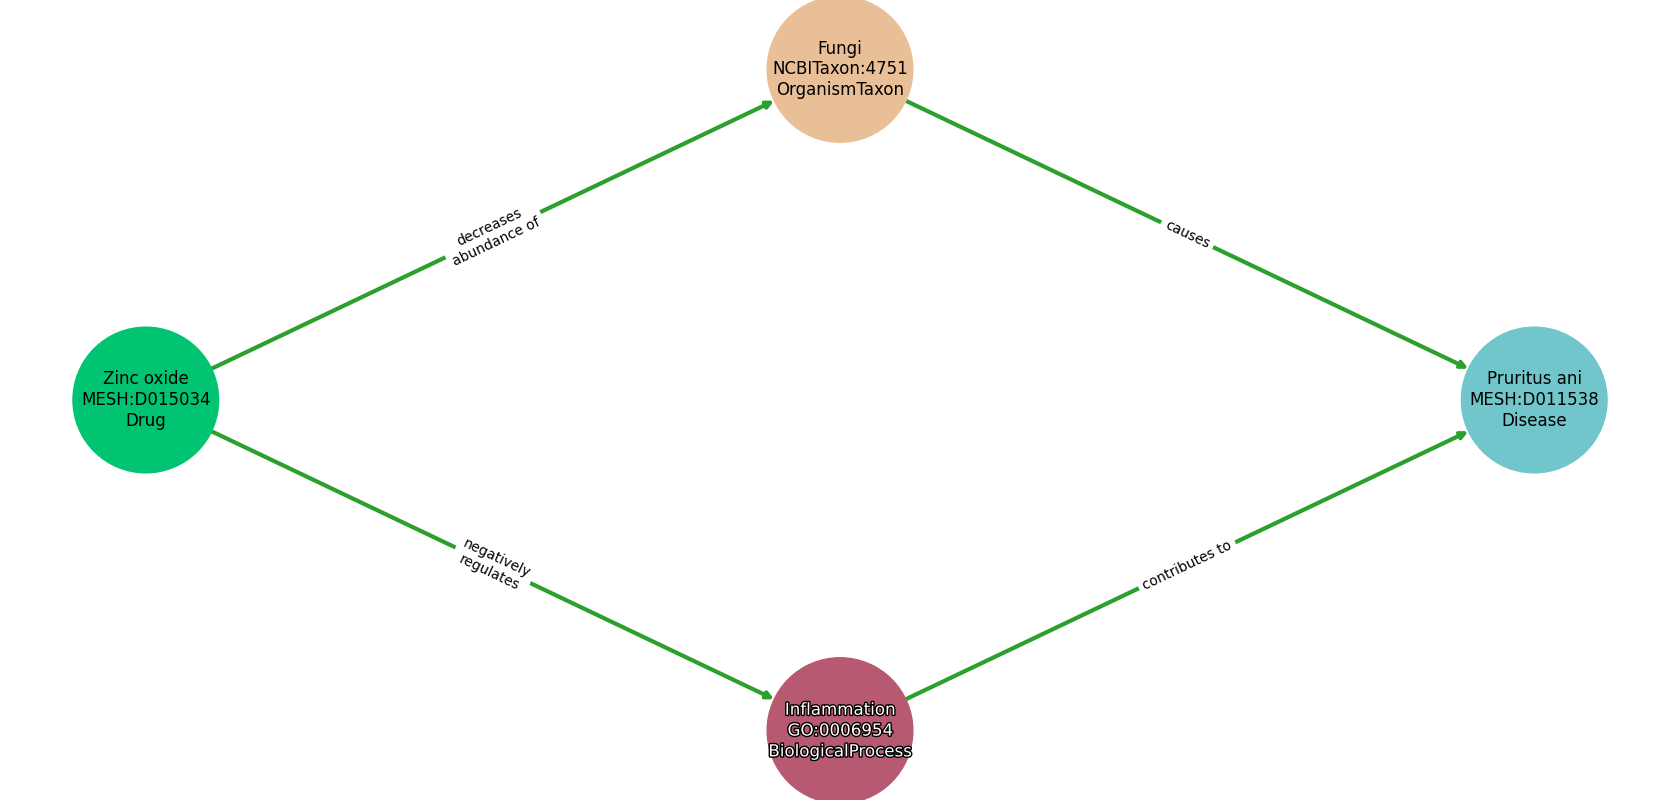 Fungi
NCBITaxon:4751
OrganismTaxon
decreases
abundance of
causes
Zinc oxide
MESH:D015034
Drug
Pruritus ani
MESH:D011538
Disease
negatively
regulates
contributes to
Inflammation
GO:0006954
BiologicalProcess